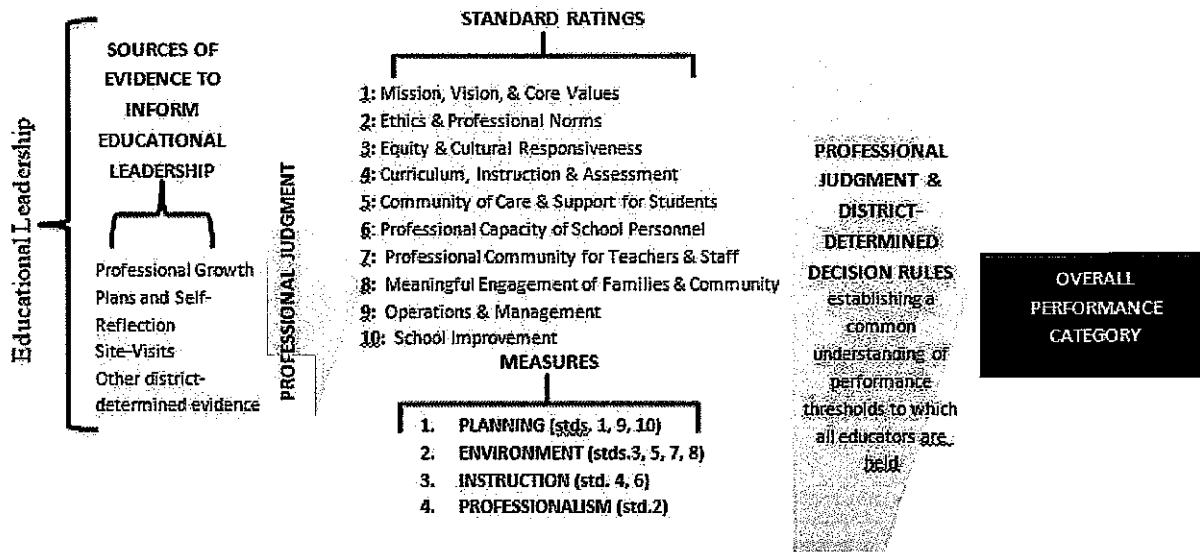 Educational Leadership
SOURCES OF
EVIDENCE TO
INFORM
EDUCATIONAL
LEADERSHIP
Professional Growth
Plans and Self-
Reflection
Site-Visits
Other district-
determined evidence
PROFESSIONAL JUDGMENT
STANDARD RATINGS
1: Mission, Vision, & Core Values
2: Ethics & Professional Norms
3: Equity & Cultural Responsiveness
4: Curriculum, Instruction & Assessment
5: Community of Care & Support for Students
6: Professional Capacity of School Personnel
7: Professional Community for Teachers & Staff
8: Meaningful Engagement of Families & Community
9: Operations & Management
10: School Improvement
MEASURES
1. PLANNING (stds. 1, 9, 10)
2. ENVIRONMENT (stds.3, 5, 7, 8)
3. INSTRUCTION (std. 4, 6)
4. PROFESSIONALISM (std.2)
PROFESSIONAL
JUDGMENT &
DISTRICT-
DETERMINED
DECISION RULES
establishing a
common
understanding of
performance
thresholds to which
all educators are
held
OVERALL
PERFORMANCE
CATEGORY